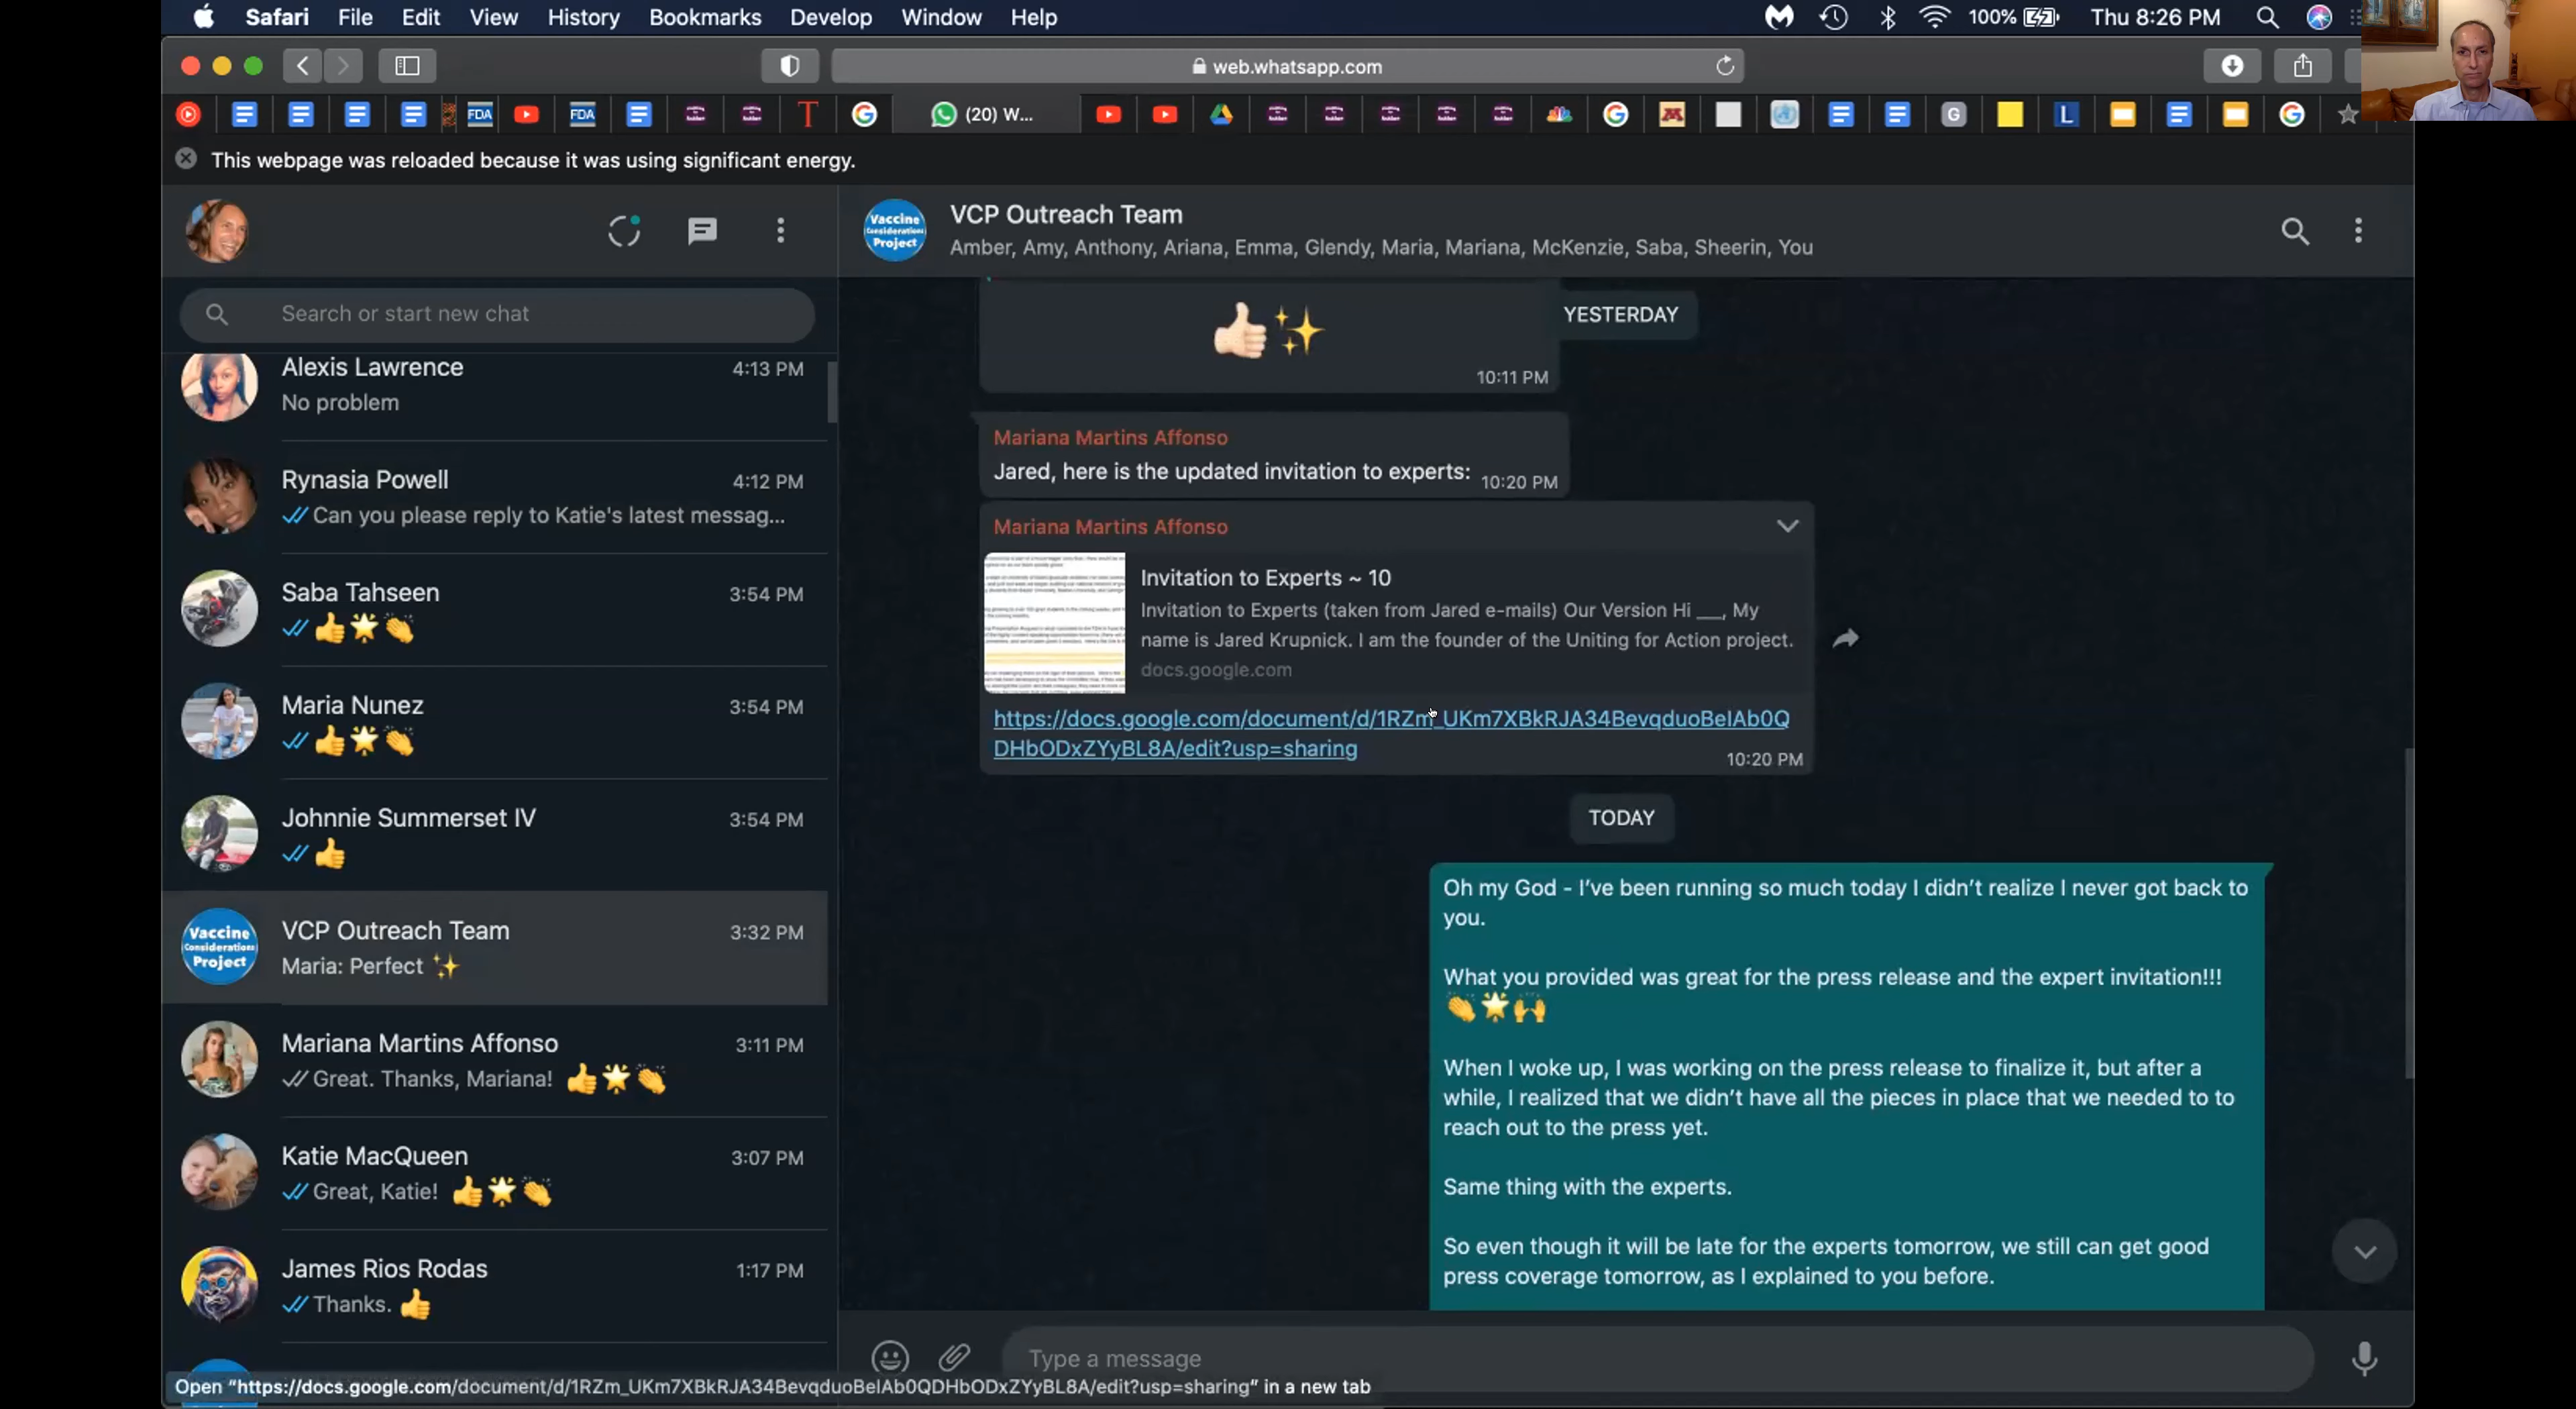 Safari File Edit View History Bookmarks Develop Window Help 100% Thu 8:26 PM
web.whatsapp.com
FDA FDA T (20) W... G L
This webpage was reloaded because it was using significant energy.
Search or start new chat
Alexis Lawrence 4:13 PM
No problem
Rynasia Powell 4:12 PM
Can you please reply to Katie's latest messag...
Saba Tahseen 3:54 PM
Maria Nunez 3:54 PM
Johnnie Summerset IV 3:54 PM
Vaccine Considerations Project
VCP Outreach Team 3:32 PM
Maria: Perfect ✨
Mariana Martins Affonso 3:11 PM
Great. Thanks, Mariana! 👍🌟👏
Katie MacQueen 3:07 PM
Great, Katie! 👍🌟👏
James Rios Rodas 1:17 PM
Thanks. 👍
Vaccine Considerations Project
VCP Outreach Team
Amber, Amy, Anthony, Ariana, Emma, Glendy, Maria, Mariana, McKenzie, Saba, Sheerin, You
YESTERDAY
10:11 PM
Mariana Martins Affonso
Jared, here is the updated invitation to experts: 10:20 PM
Mariana Martins Affonso
Invitation to Experts ~ 10
Invitation to Experts (taken from Jared e-mails) Our Version Hi ___, My
name is Jared Krupnick. I am the founder of the Uniting for Action project.
docs.google.com
https://docs.google.com/document/d/1RZm_UKm7XBkRJA34BevqduoBeIAb0Q
DHbODxZYyBL8A/edit?usp=sharing
10:20 PM
TODAY
Oh my God - I've been running so much today I didn't realize I never got back to
you.
What you provided was great for the press release and the expert invitation!!!
👏🌟🙌
When I woke up, I was working on the press release to finalize it, but after a
while, I realized that we didn't have all the pieces in place that we needed to to
reach out to the press yet.
Same thing with the experts.
So even though it will be late for the experts tomorrow, we still can get good
press coverage tomorrow, as I explained to you before.
Type a message
Open "https://docs.google.com/document/d/1RZm_UKm7XBkRJA34BevqduoBeIAb0QDHbODxZYyBL8A/edit?usp=sharing" in a new tab